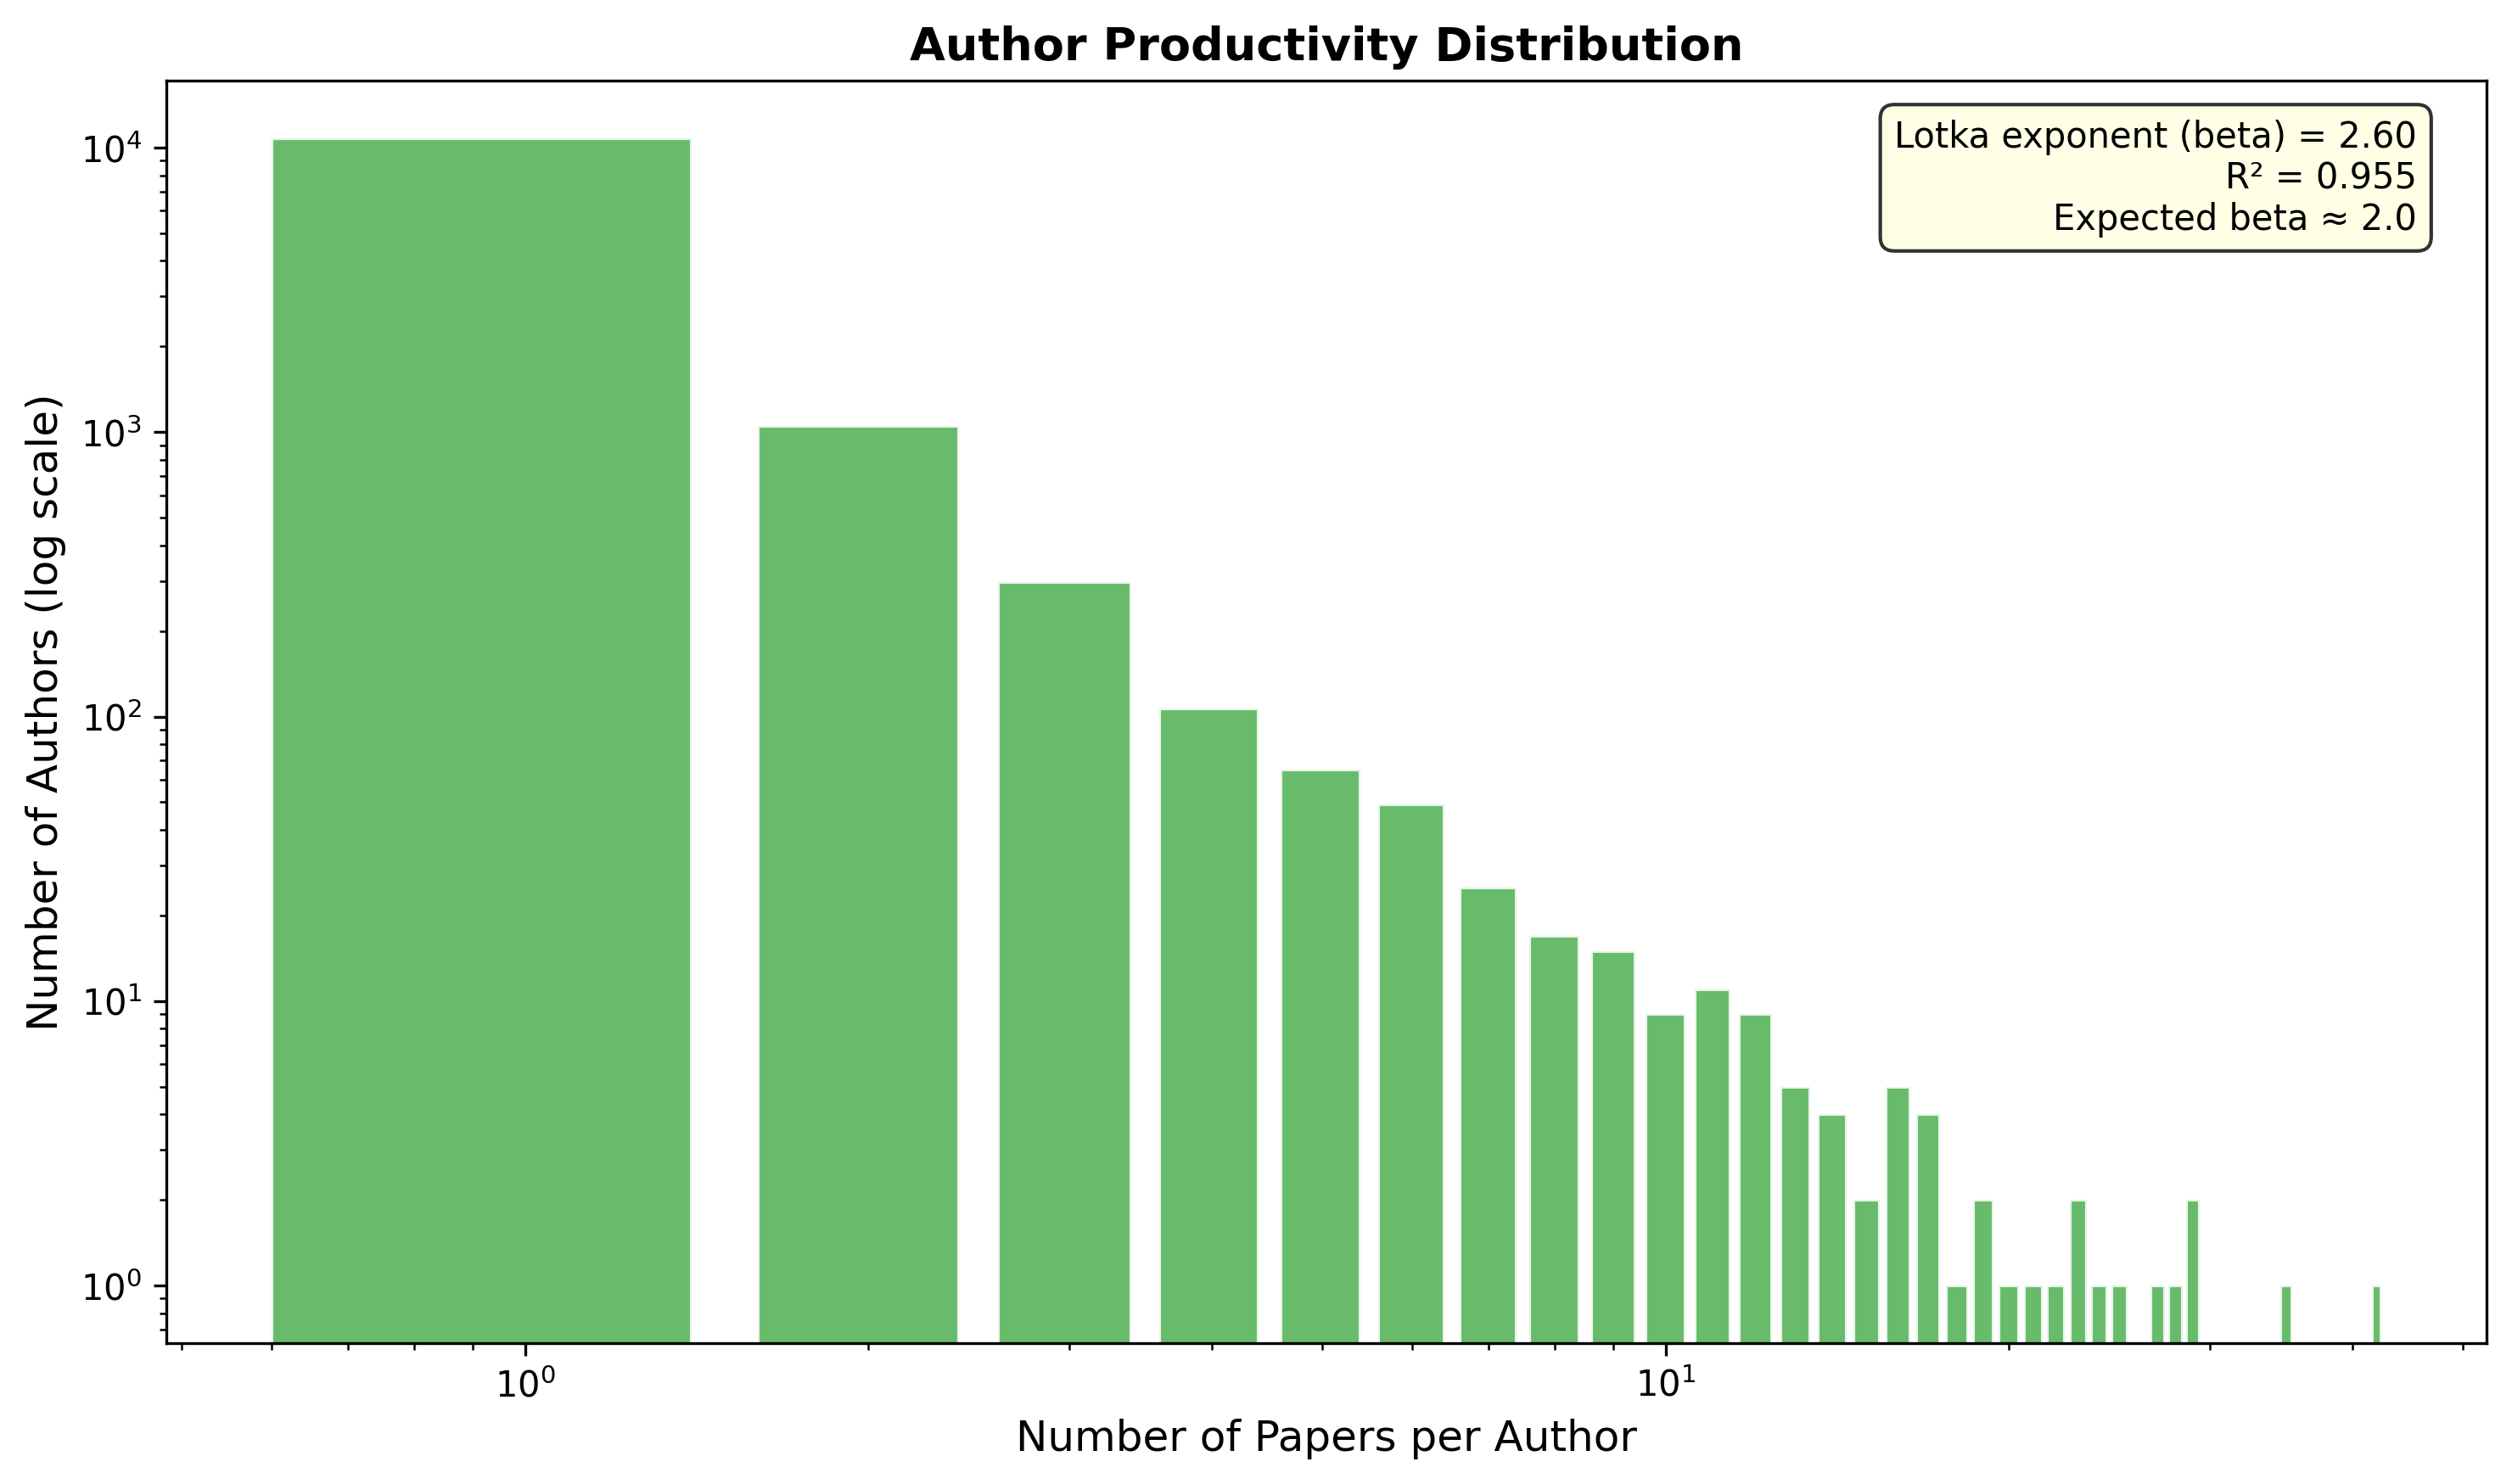 Author Productivity Distribution
Lotka exponent (beta) = 2.60
R² = 0.955
Expected beta ≈ 2.0
Number of Authors (log scale)
10⁴
10³
10²
10¹
10⁰
10⁰
10¹
Number of Papers per Author